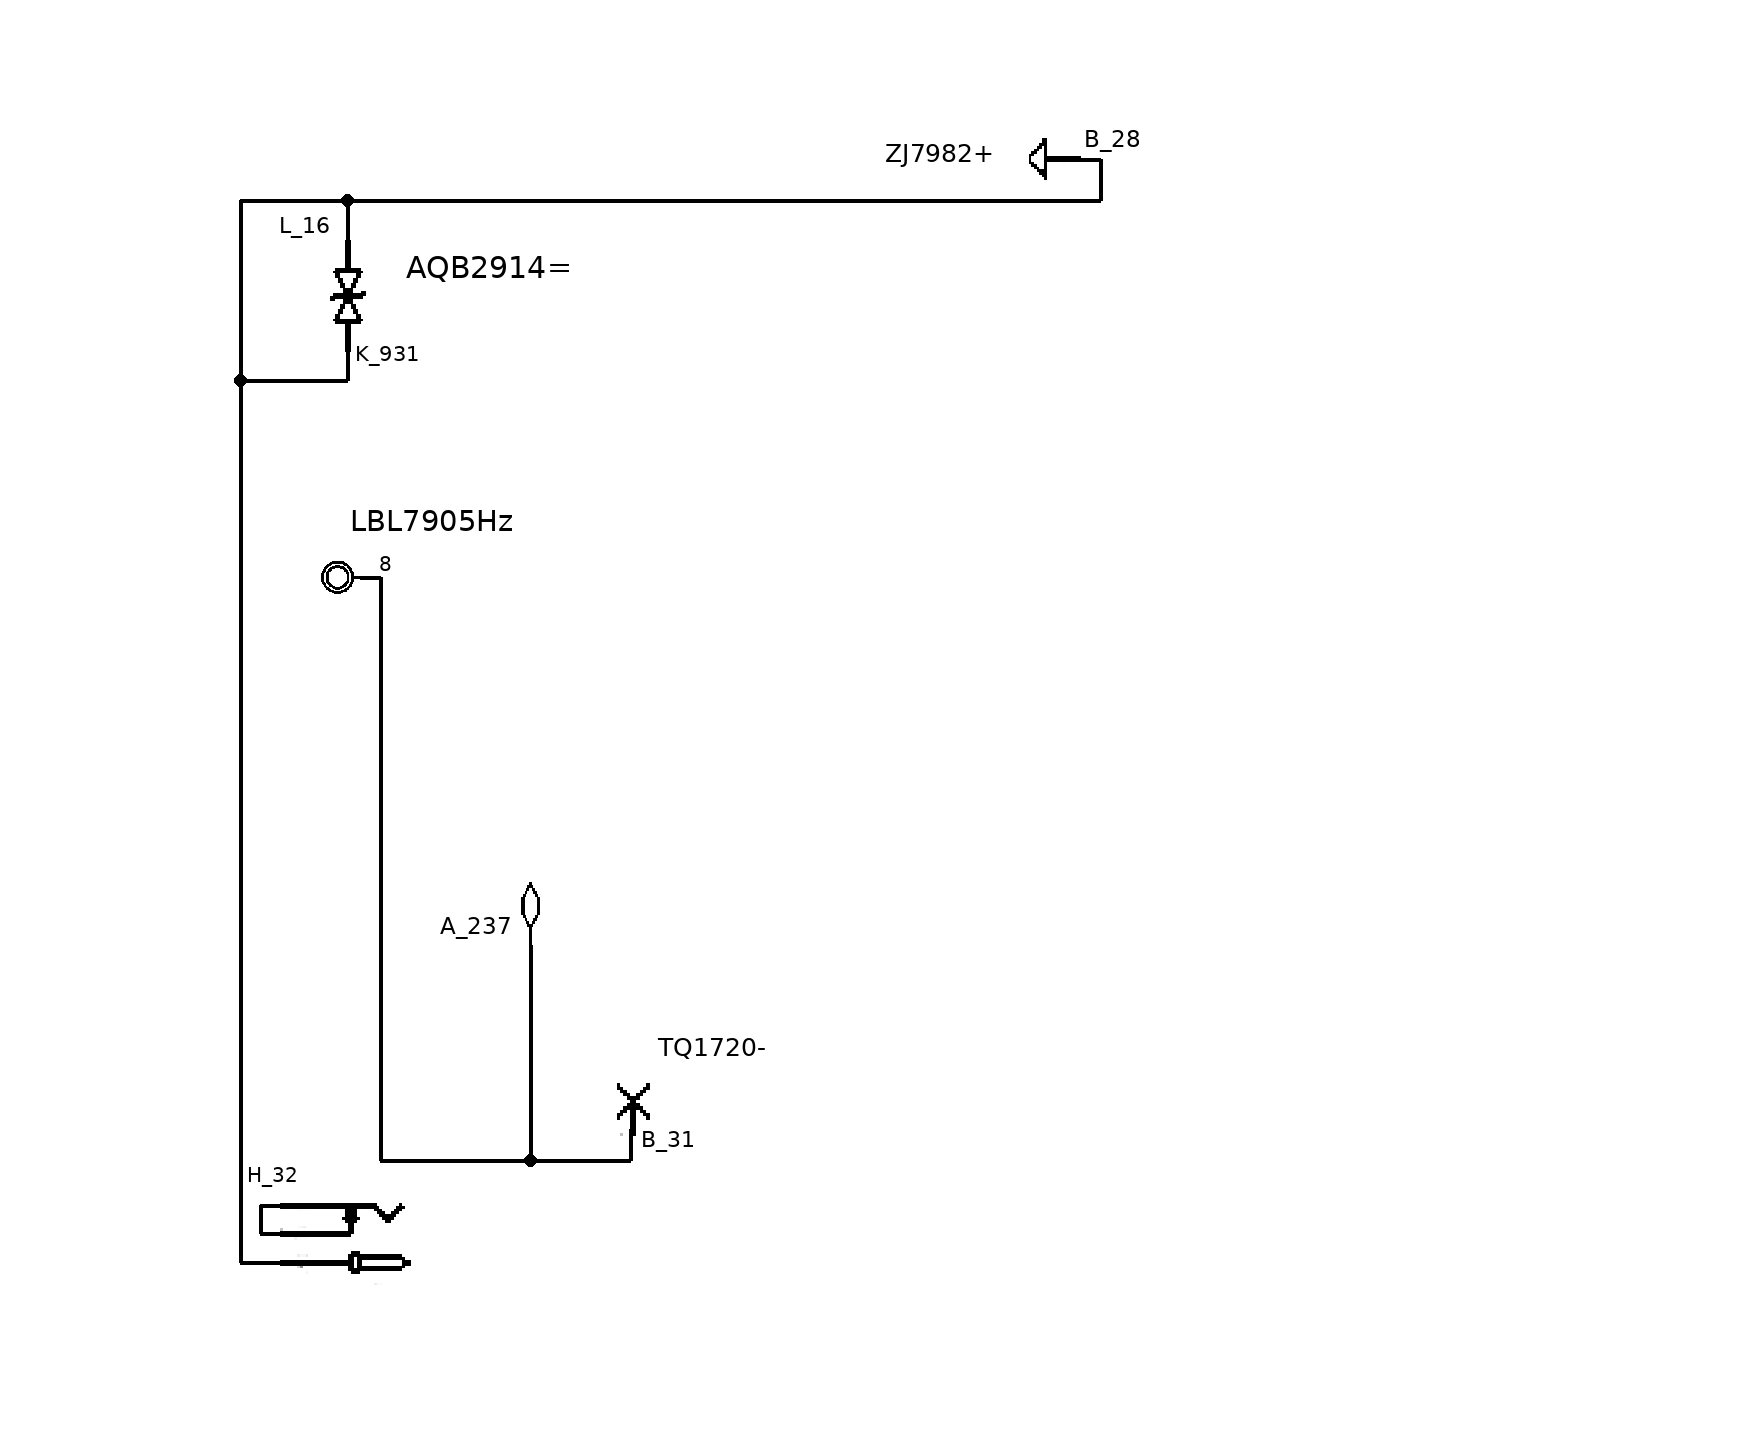 B_28
ZJ7982+
L_16
AQB2914=
K_931
LBL7905Hz
8
A_237
TQ1720-
B_31
H_32